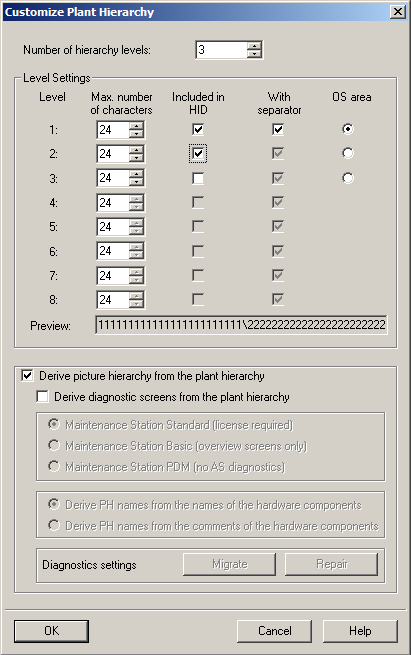 Customize Plant Hierarchy
Number of hierarchy levels: 3
Level Settings
Level Max. number of characters Included in HID With separator OS area
1: 24
2: 24
3: 24
4: 24
5: 24
6: 24
7: 24
8: 24
Preview: 111111111111111111111111\2222222222222222222222
Derive picture hierarchy from the plant hierarchy
Derive diagnostic screens from the plant hierarchy
Maintenance Station Standard (license required)
Maintenance Station Basic (overview screens only)
Maintenance Station PDM (no AS diagnostics)
Derive PH names from the names of the hardware components
Derive PH names from the comments of the hardware components
Diagnostics settings Migrate Repair
OK Cancel Help